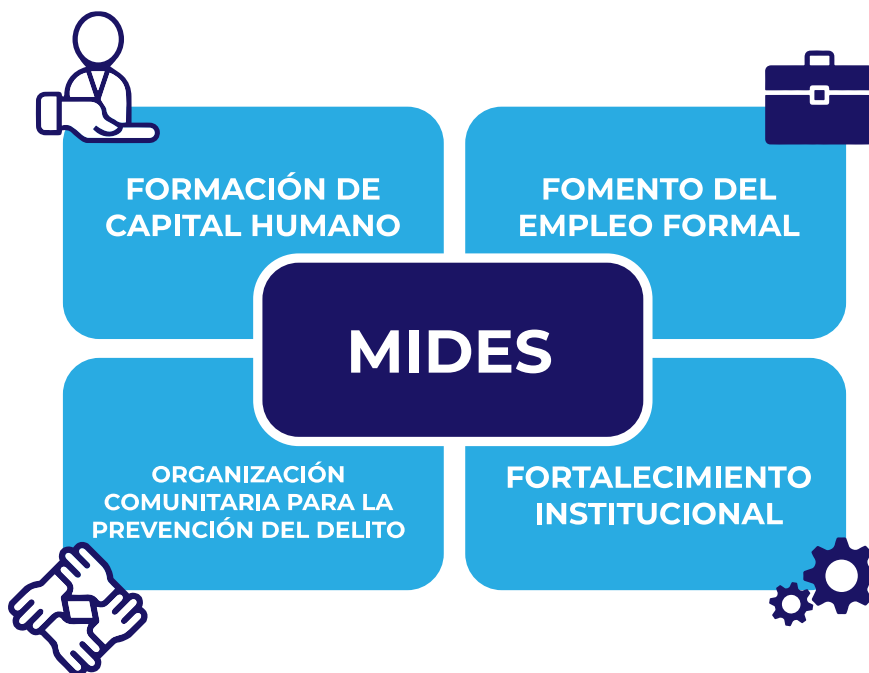 FORMACIÓN DE
CAPITAL HUMANO
FOMENTO DEL
EMPLEO FORMAL
MIDES
ORGANIZACIÓN
COMUNITARIA PARA LA
PREVENCIÓN DEL DELITO
FORTALECIMIENTO
INSTITUCIONAL